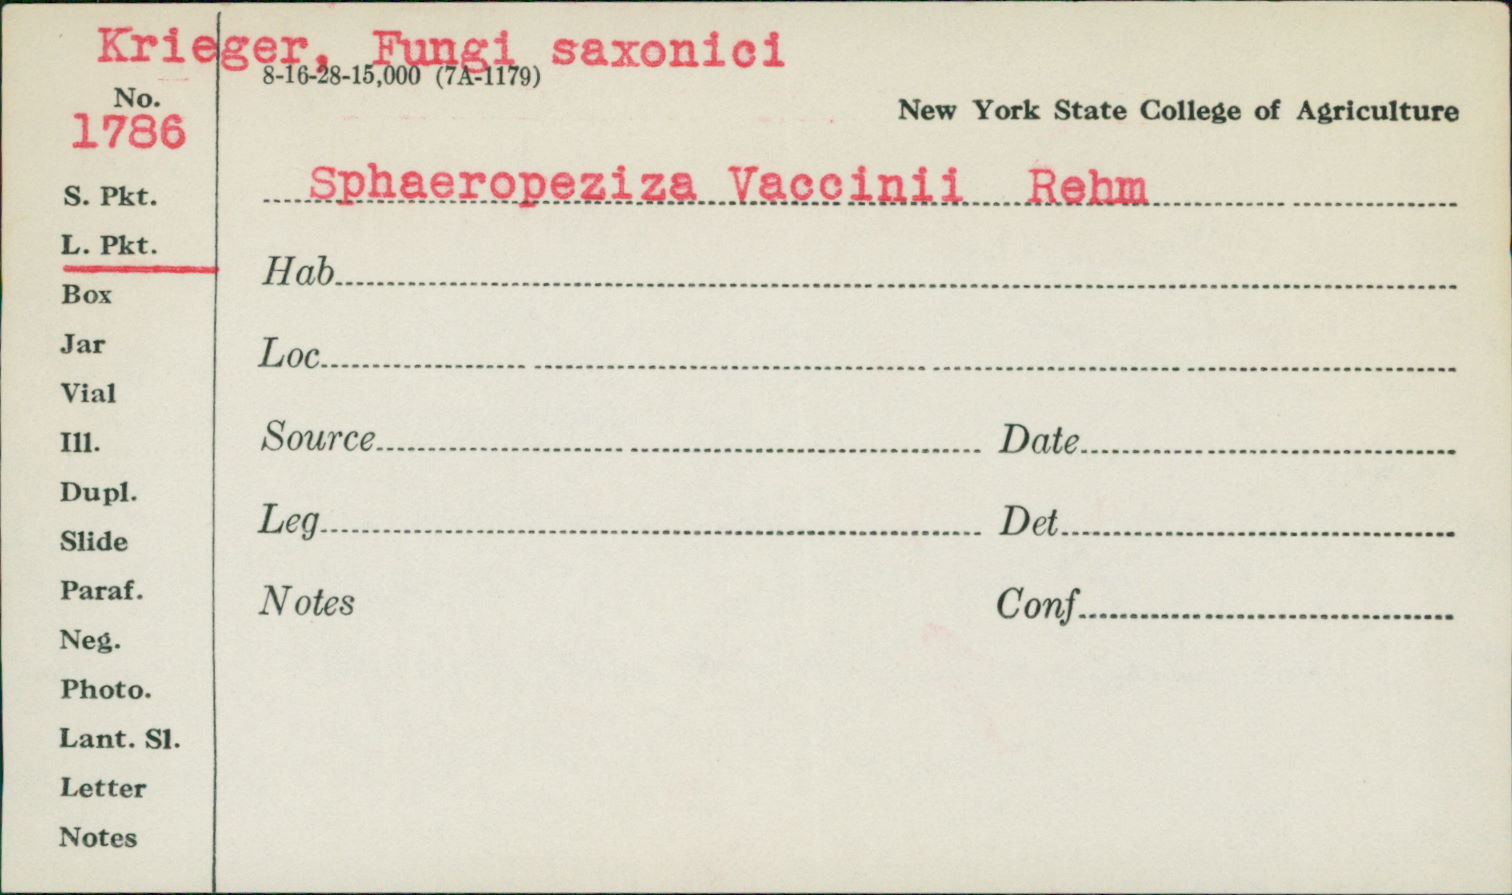 Krieger, Fungi saxonici
8-16-28-15,000 (7A-1179)
No.
1786
New York State College of Agriculture
Sphaeropeziza Vaccinii Rehm
S. Pkt.
L. Pkt.
Box
Jar
Vial
Ill.
Dupl.
Slide
Paraf.
Neg.
Photo.
Lant. Sl.
Letter
Notes
Hab
Loc
Source Date
Leg Det
Notes Conf